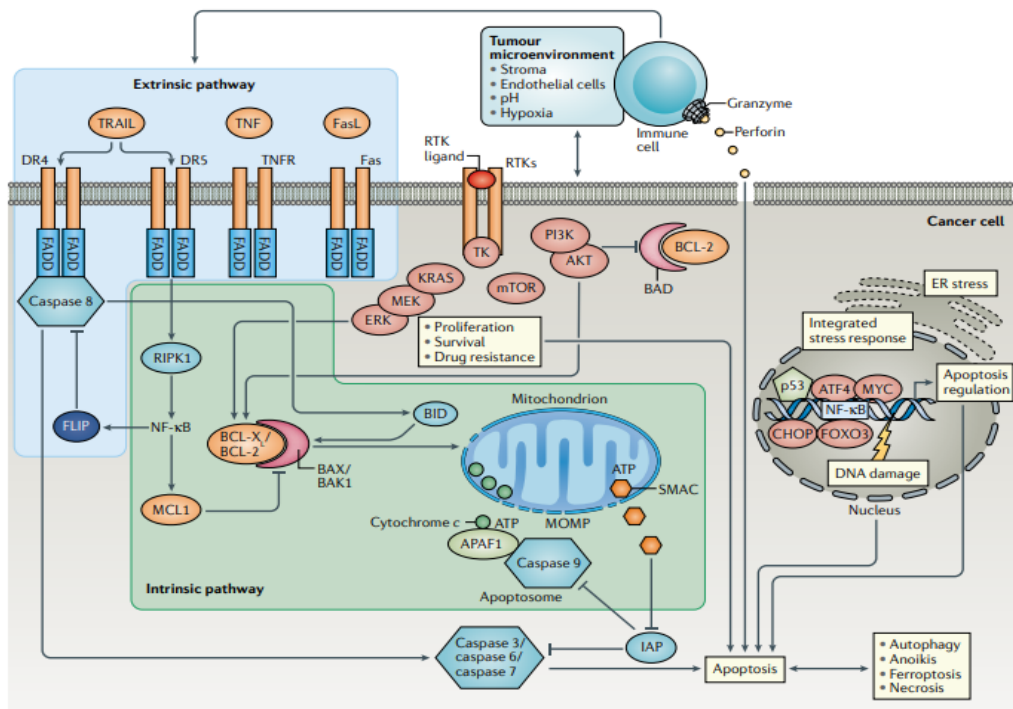 Tumour
microenvironment
• Stroma
• Endothelial cells
• pH
• Hypoxia
Immune
cell
Granzyme
Perforin
Extrinsic pathway
TRAIL
TNF
FasL
DR4
DR5
TNFR
Fas
FADD
FADD
FADD
FADD
FADD
FADD
FADD
FADD
RTK
ligand
RTKs
TK
PI3K
AKT
BCL-2
BAD
Cancer cell
Caspase 8
KRAS
MEK
ERK
mTOR
• Proliferation
• Survival
• Drug resistance
ER stress
Integrated
stress response
p53
ATF4
MYC
NF-κB
CHOP
FOXO3
Apoptosis
regulation
DNA damage
Nucleus
RIPK1
FLIP
NF-κB
MCL1
BCL-XL/
BCL-2
BAX/
BAK1
BID
Mitochondrion
ATP
SMAC
Cytochrome c
ATP
MOMP
APAF1
Caspase 9
Apoptosome
Intrinsic pathway
Caspase 3/
caspase 6/
caspase 7
IAP
Apoptosis
• Autophagy
• Anoikis
• Ferroptosis
• Necrosis